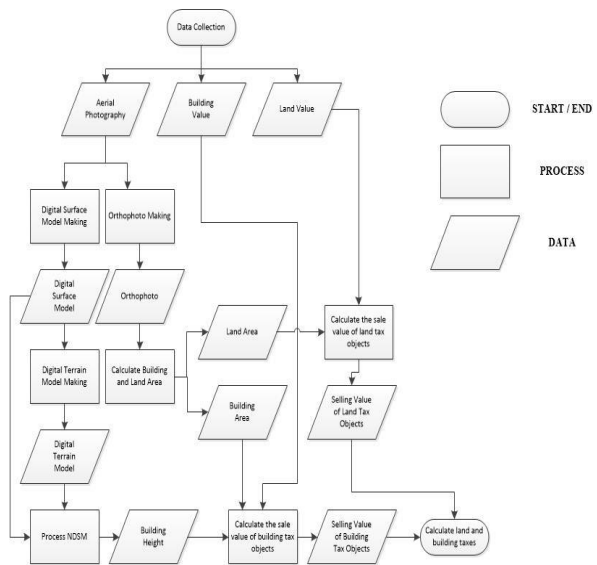 Data Collection
Aerial
Photography
Building
Value
Land Value
START / END
PROCESS
DATA
Digital Surface
Model Making
Orthophoto Making
Digital
Surface
Model
Orthophoto
Land Area
Calculate the sale
value of land tax
objects
Digital Terrain
Model Making
Calculate Building
and Land Area
Building
Area
Selling Value
of Land Tax
Objects
Digital
Terrain
Model
Process NDSM
Building
Height
Calculate the sale
value of building tax
objects
Selling Value
of Building
Tax Objects
Calculate land and
building taxes